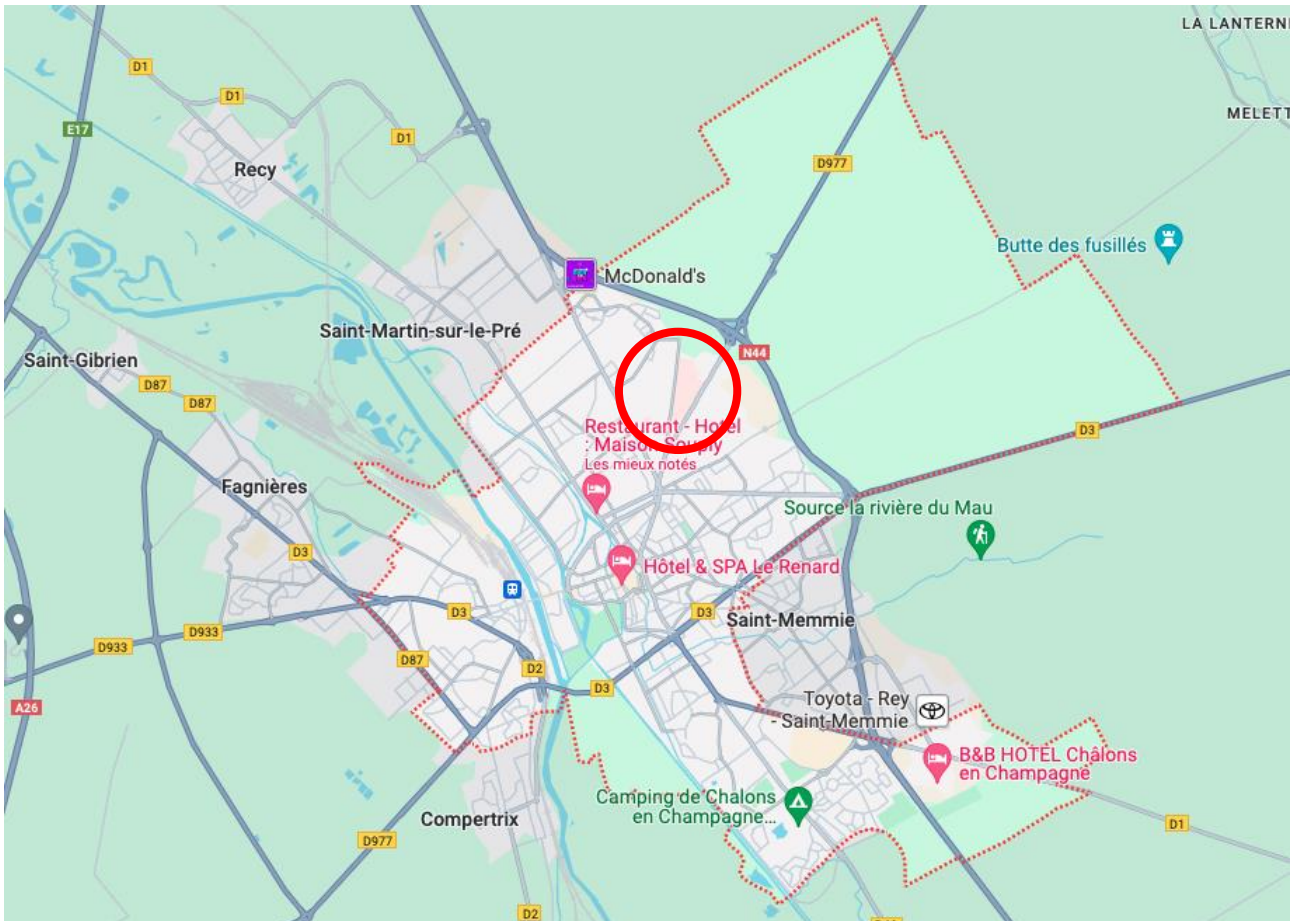 LA LANTERN
D1
D1
MELETT
E17
D1
D977
Recy
Butte des fusillés
McDonald's
Saint-Martin-sur-le-Pré
N44
Saint-Gibrien
D87
D87
Restaurant - Hotel
: Maison Souply
Les mieux notés
D3
Fagnières
Source la rivière du Mau
D3
Hôtel & SPA Le Renard
D3
D3
Saint-Memmie
D933
D933
D87
D2
D3
A26
Toyota - Rey
- Saint-Memmie
B&B HOTEL Châlons
en Champagne
Camping de Chalons
en Champagne...
Compertrix
D1
D977
D2